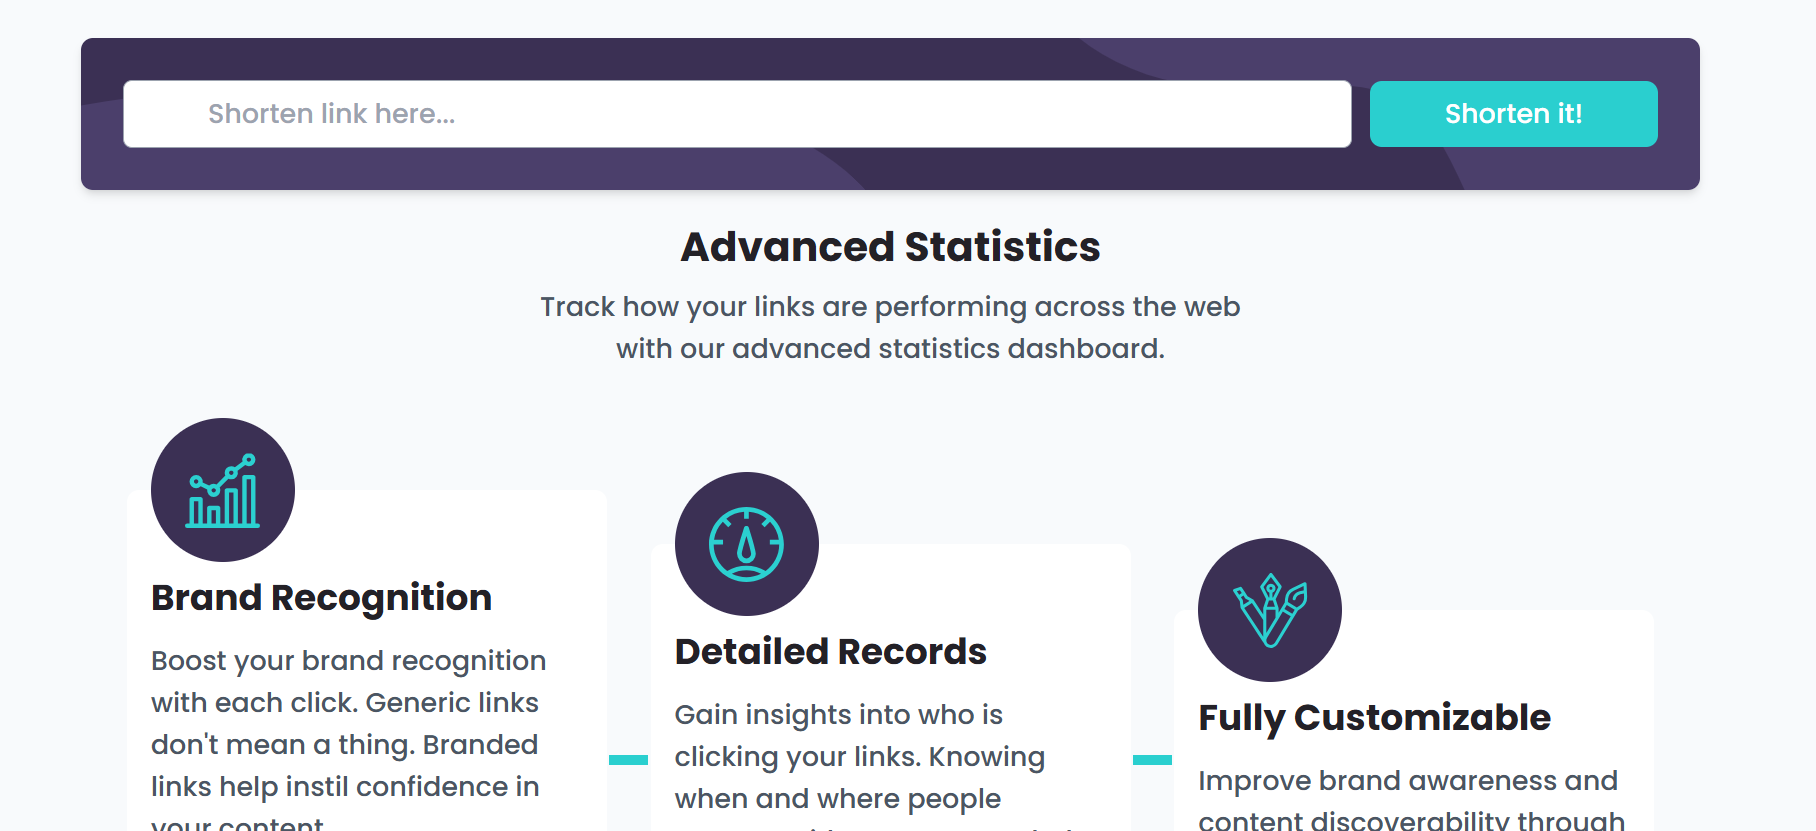 Shorten link here...
Shorten it!
Advanced Statistics
Track how your links are performing across the web
with our advanced statistics dashboard.
Brand Recognition
Boost your brand recognition
with each click. Generic links
don't mean a thing. Branded
links help instil confidence in
your content.
Detailed Records
Gain insights into who is
clicking your links. Knowing
when and where people
Fully Customizable
Improve brand awareness and
content discoverability through